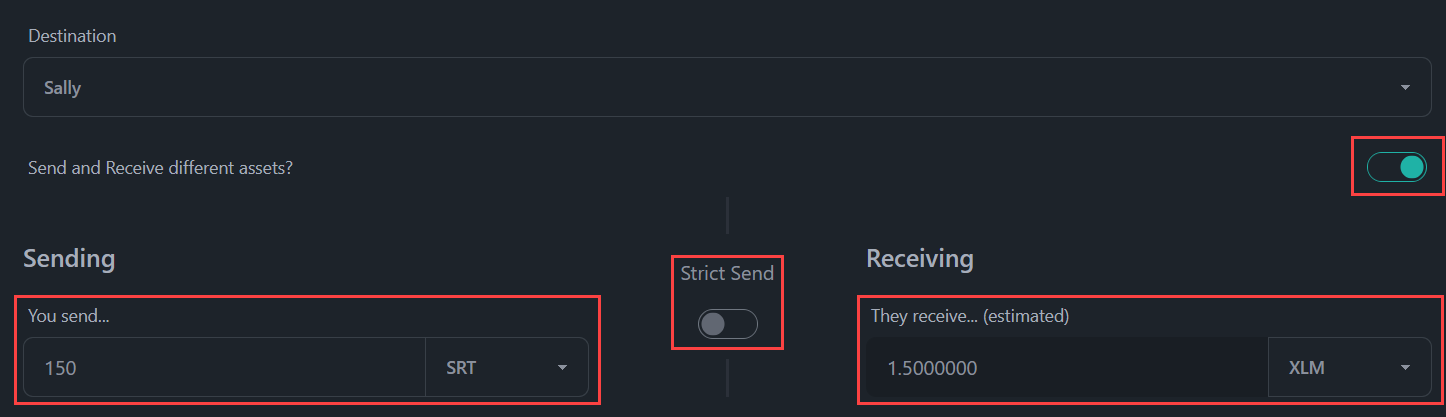 Destination
Sally
Send and Receive different assets?
Sending
Strict Send
Receiving
You send...
150
SRT
They receive... (estimated)
1.5000000
XLM